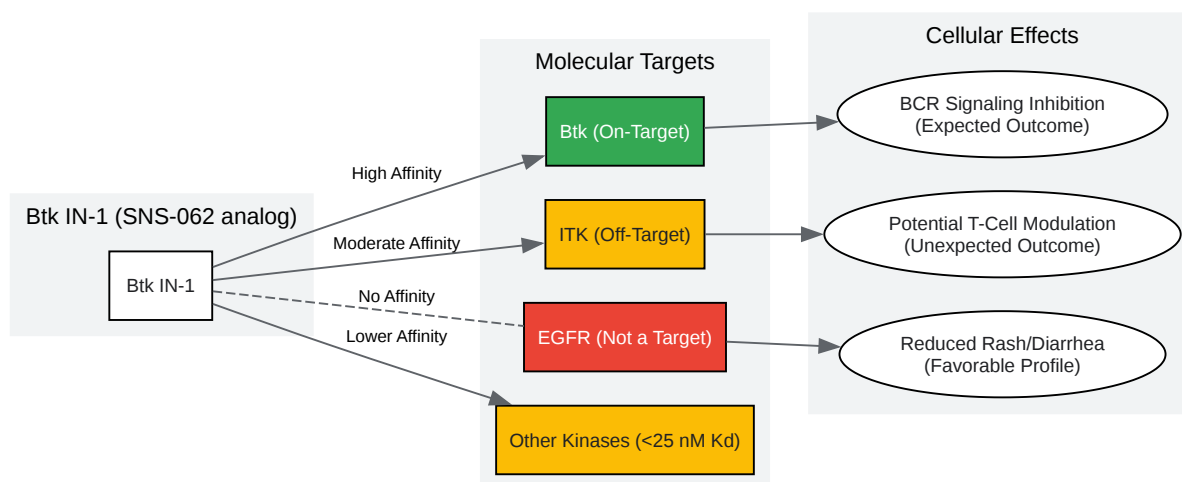 Btk IN-1 (SNS-062 analog)
Btk IN-1
High Affinity
Moderate Affinity
No Affinity
Lower Affinity
Molecular Targets
Btk (On-Target)
ITK (Off-Target)
EGFR (Not a Target)
Other Kinases (<25 nM Kd)
Cellular Effects
BCR Signaling Inhibition
(Expected Outcome)
Potential T-Cell Modulation
(Unexpected Outcome)
Reduced Rash/Diarrhea
(Favorable Profile)